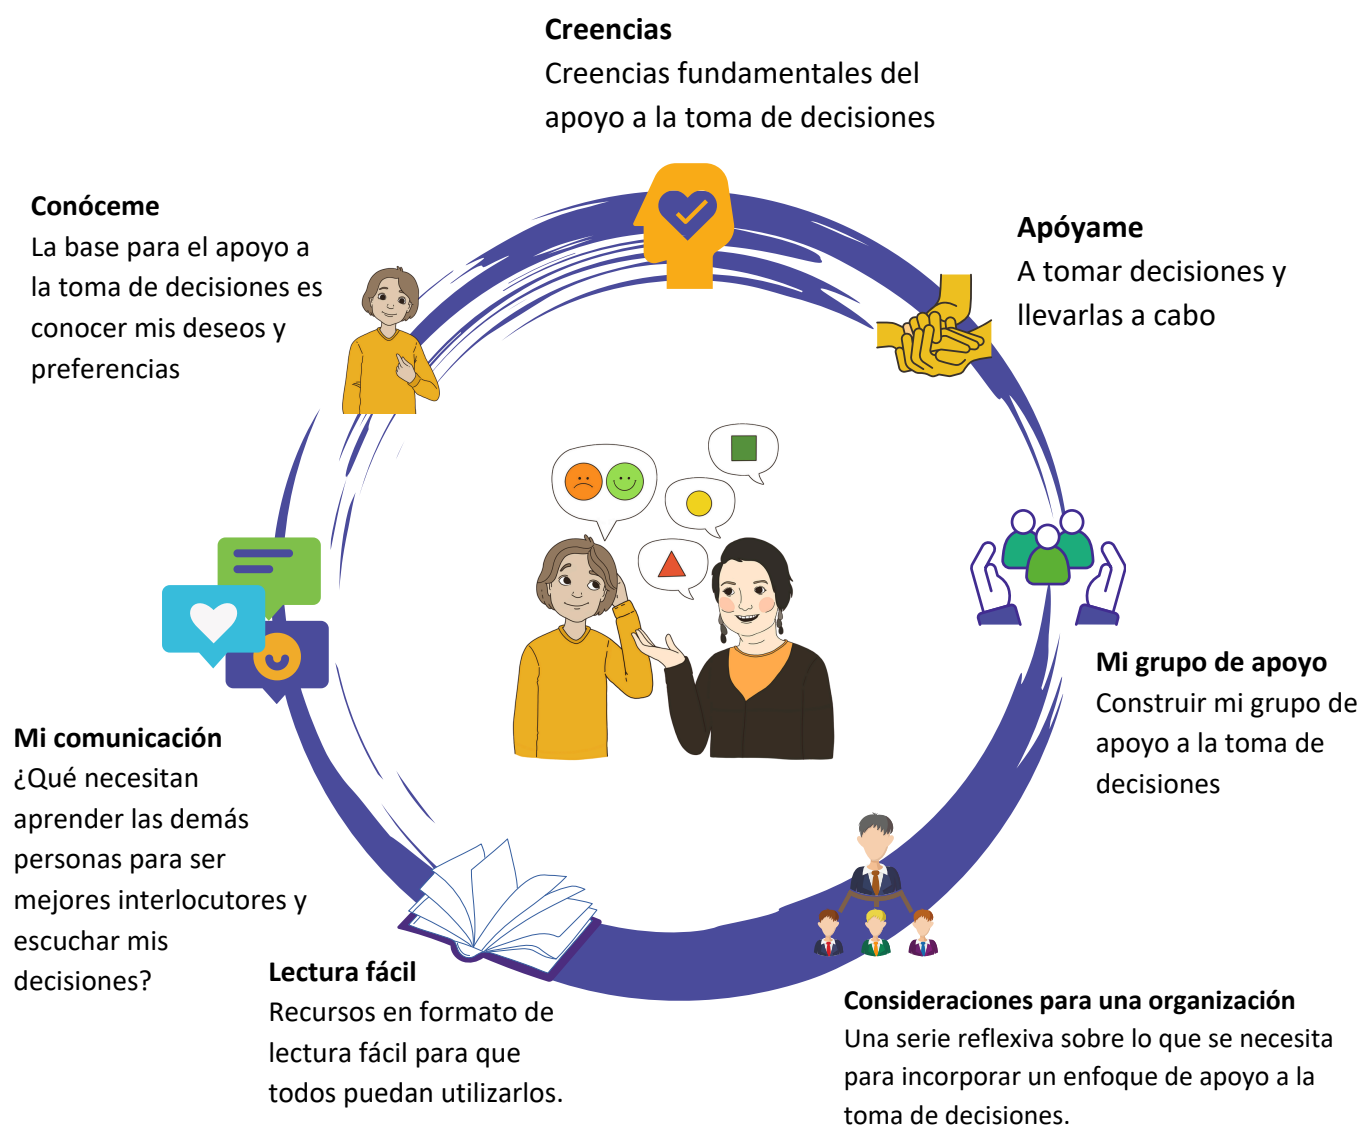 Creencias
Creencias fundamentales del
apoyo a la toma de decisiones
Apóyame
A tomar decisiones y
llevarlas a cabo
Mi grupo de apoyo
Construir mi grupo de
apoyo a la toma de
decisiones
Consideraciones para una organización
Una serie reflexiva sobre lo que se necesita
para incorporar un enfoque de apoyo a la
toma de decisiones.
Lectura fácil
Recursos en formato de
lectura fácil para que
todos puedan utilizarlos.
Mi comunicación
¿Qué necesitan
aprender las demás
personas para ser
mejores interlocutores y
escuchar mis
decisiones?
Conóceme
La base para el apoyo a
la toma de decisiones es
conocer mis deseos y
preferencias